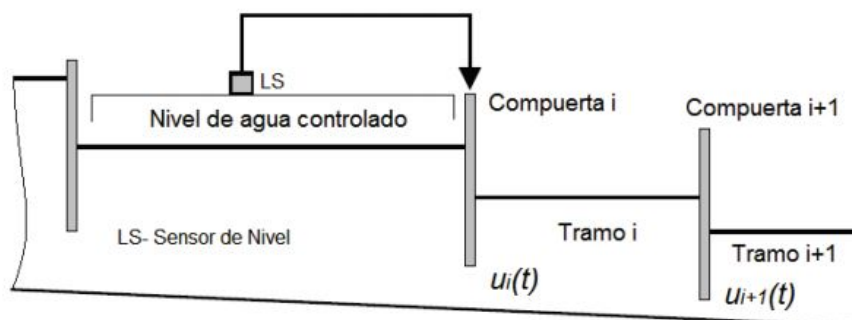 LS
Compuerta i
Compuerta i+1
Nivel de agua controlado
LS- Sensor de Nivel
Tramo i
Tramo i+1
ui(t)
ui+1(t)